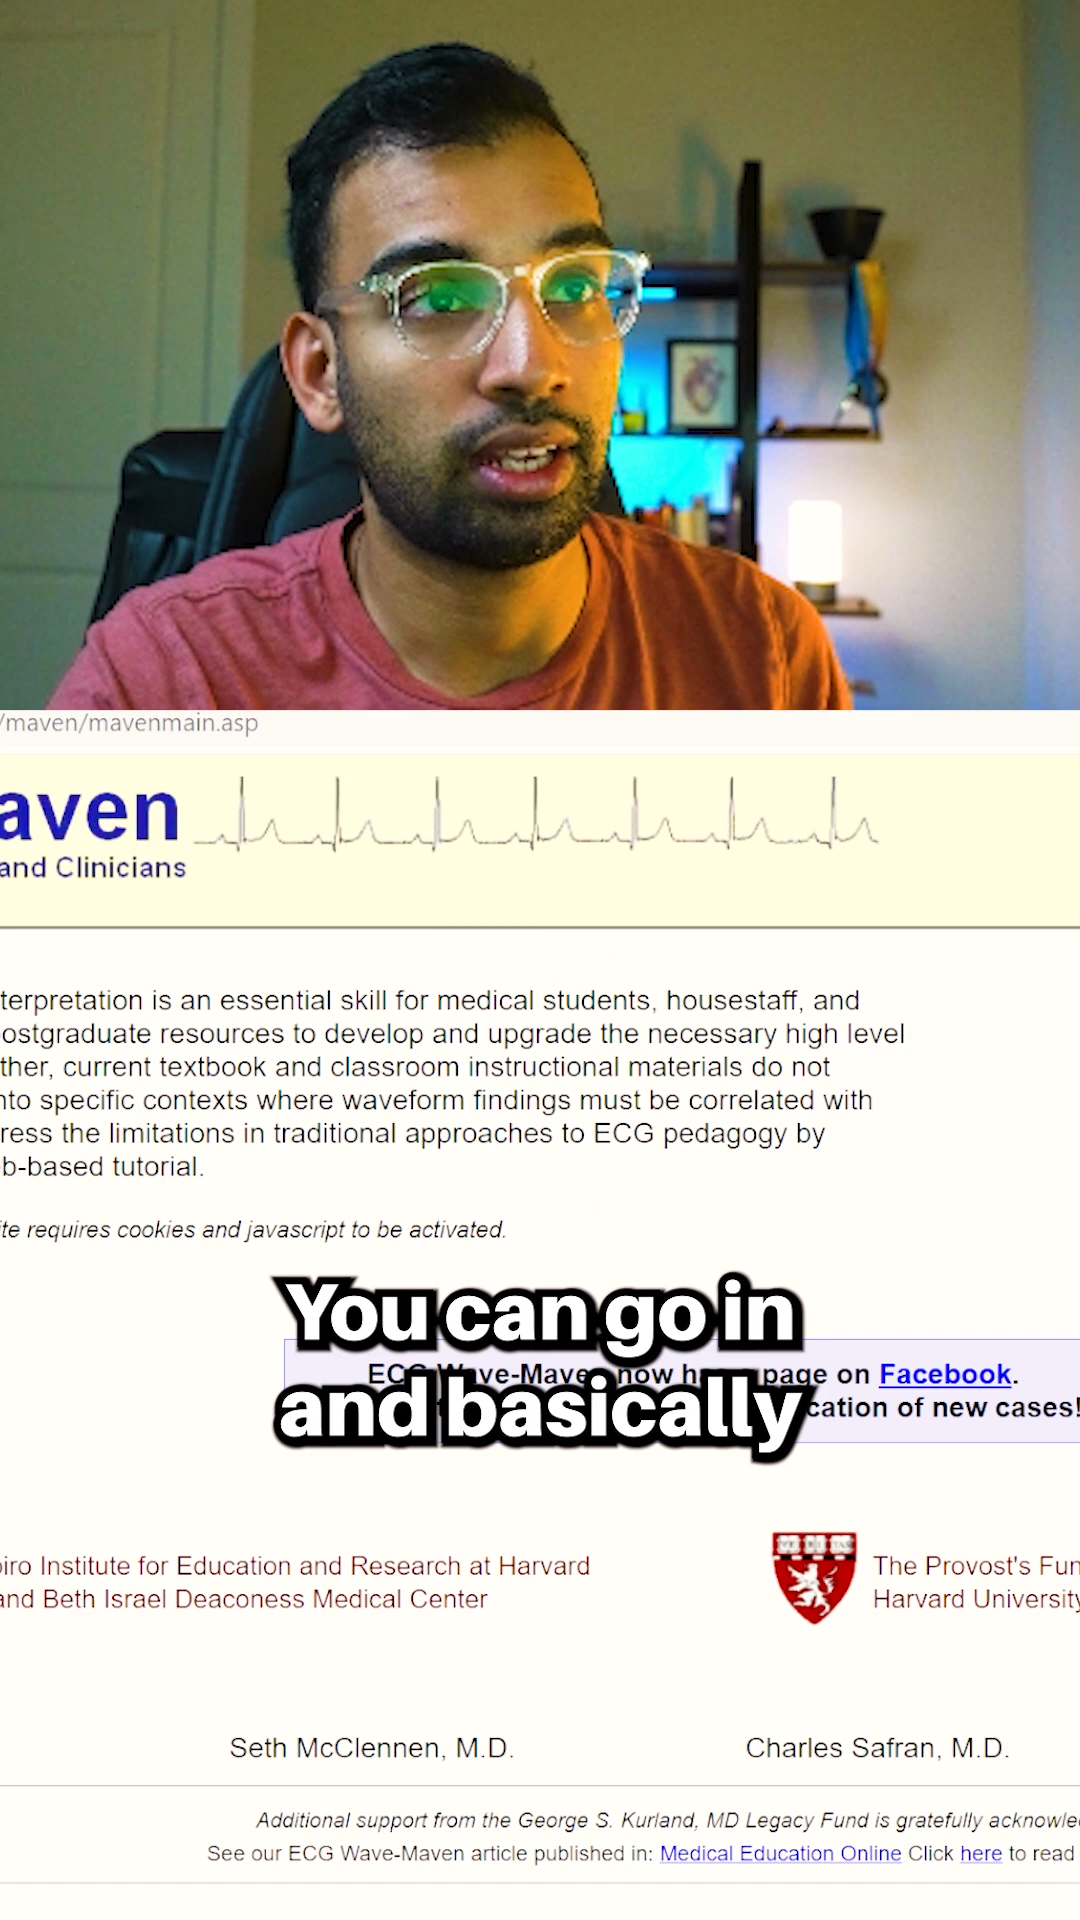 /maven/mavenmain.asp
aven
and Clinicians
terpretation is an essential skill for medical students, housestaff, and
ostgraduate resources to develop and upgrade the necessary high level
ther, current textbook and classroom instructional materials do not
nto specific contexts where waveform findings must be correlated with
ress the limitations in traditional approaches to ECG pedagogy by
b-based tutorial.
ite requires cookies and javascript to be activated.
You can go in
and basically
page on Facebook.
cation of new cases!
iro Institute for Education and Research at Harvard
and Beth Israel Deaconess Medical Center
The Provost's Fun
Harvard University
Seth McClennen, M.D.
Charles Safran, M.D.
Additional support from the George S. Kurland, MD Legacy Fund is gratefully acknowle
See our ECG Wave-Maven article published in: Medical Education Online Click here to read